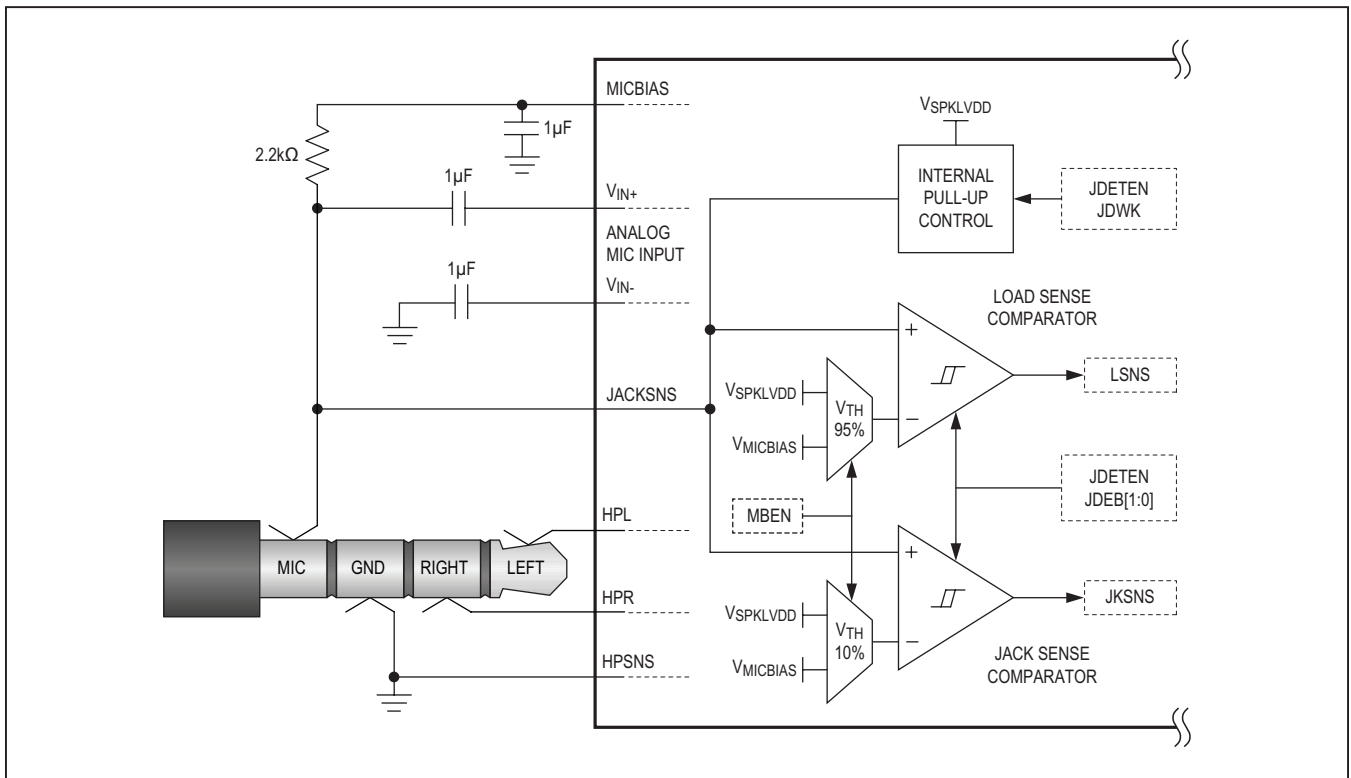 MICBIAS
1µF
2.2kΩ
1µF
VIN+
ANALOG
MIC INPUT
1µF
VIN-
JACKSNS
VSPKLVDD
INTERNAL
PULL-UP
CONTROL
JDETEN
JDWK
LOAD SENSE
COMPARATOR
+
−
LSNS
VSPKLVDD
VTH
95%
VMICBIAS
MBEN
JDETEN
JDEB[1:0]
+
−
JKSNS
VSPKLVDD
VTH
10%
VMICBIAS
JACK SENSE
COMPARATOR
HPL
MIC
GND
RIGHT
LEFT
HPR
HPSNS